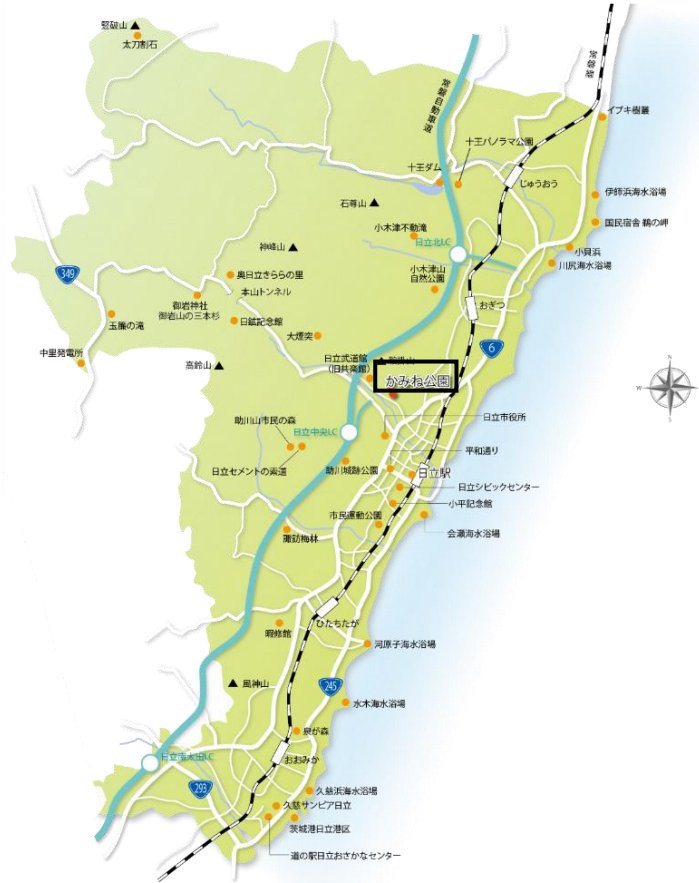 竪破山
太刀割石
常磐線
常磐自動車道
イブキ樹叢
十王パノラマ公園
十王ダム
じゅうおう
伊師浜海水浴場
石尊山
国民宿舎 鵜の岬
小木津不動滝
日立北I.C
小貝浜
川尻海水浴場
神峰山
349
奥日立きららの里
小木津山
自然公園
本山トンネル
御岩神社
御岩山の三本杉
おぎつ
玉簾の滝
日鉱記念館
大煙突
6
N
W
E
S
中里発電所
高鈴山
日立武道館
(旧共楽館)
かみね公園
日立市役所
助川山市民の森
日立中央I.C
平和通り
日立セメントの索道
助川城跡公園
日立駅
日立シビックセンター
小平記念館
市民運動公園
会瀬海水浴場
諏訪梅林
ひたちたが
暇修館
河原子海水浴場
風神山
245
水木海水浴場
泉が森
日立南太田I.C
おおみか
293
久慈浜海水浴場
久慈サンピア日立
茨城港日立港区
道の駅日立おさかなセンター